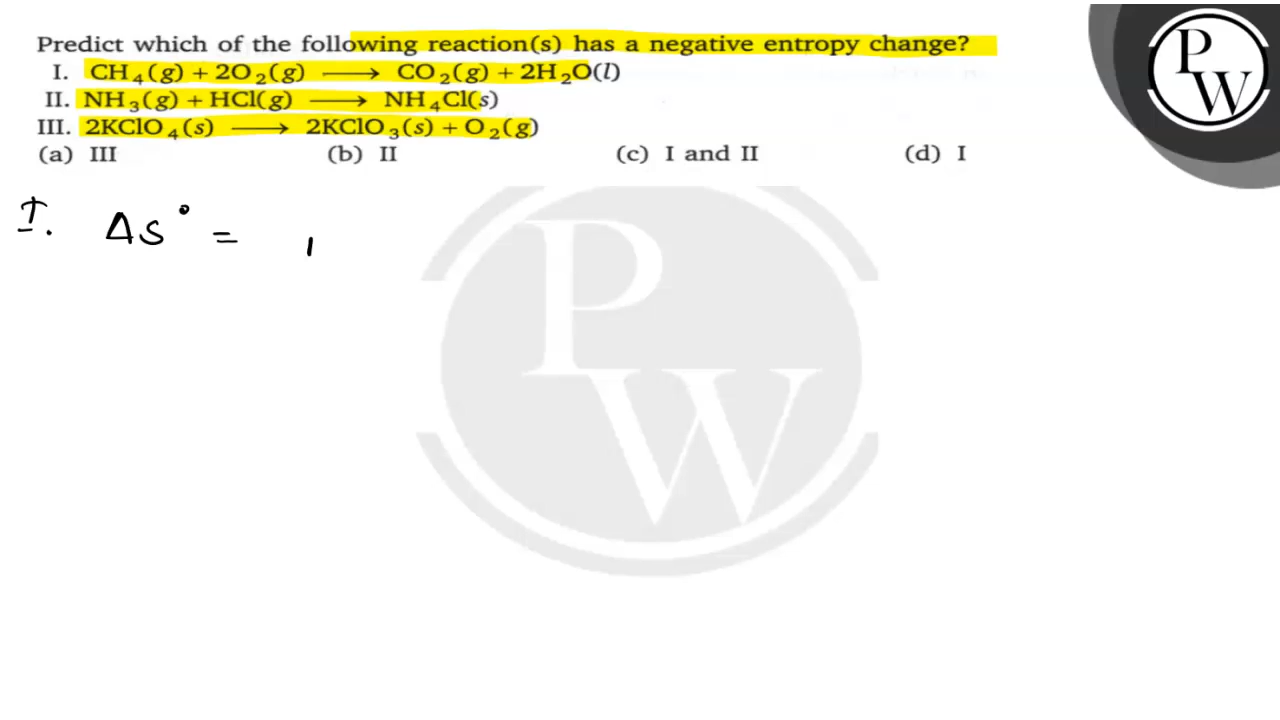 Predict which of the following reaction(s) has a negative entropy change?
I. CH₄(g) + 2O₂(g) ⟶ CO₂(g) + 2H₂O(l)
II. NH₃(g) + HCl(g) ⟶ NH₄Cl(s)
III. 2KClO₄(s) ⟶ 2KClO₃(s) + O₂(g)
(a) III (b) II (c) I and II (d) I
I. ΔS° = 1
P W
P W